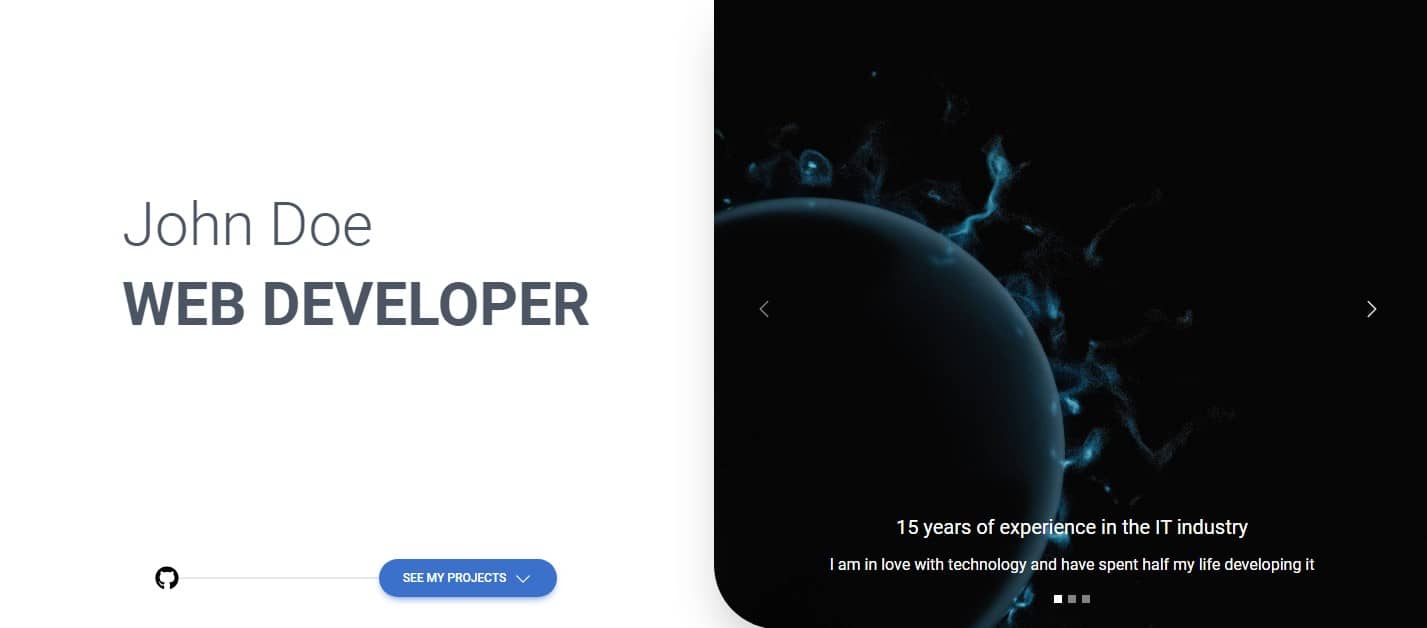 John Doe
WEB DEVELOPER
SEE MY PROJECTS
15 years of experience in the IT industry
I am in love with technology and have spent half my life developing it